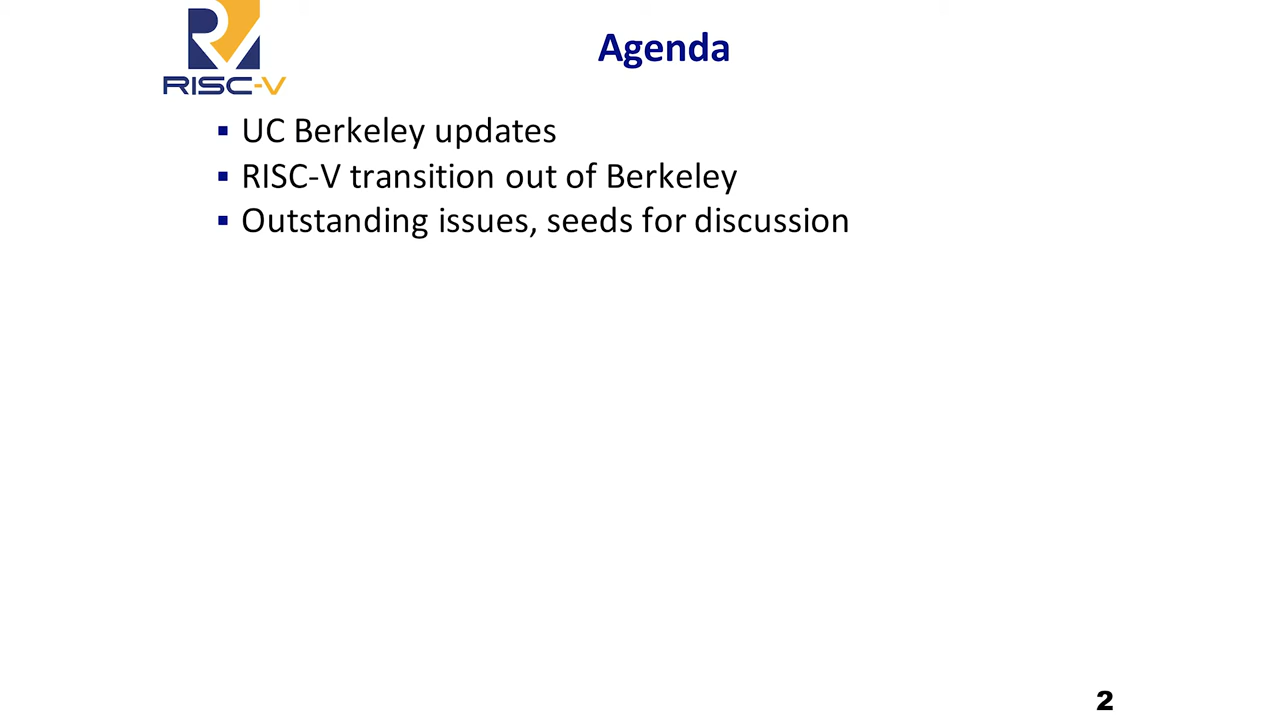 RISC-V
Agenda
▪ UC Berkeley updates
▪ RISC-V transition out of Berkeley
▪ Outstanding issues, seeds for discussion
2